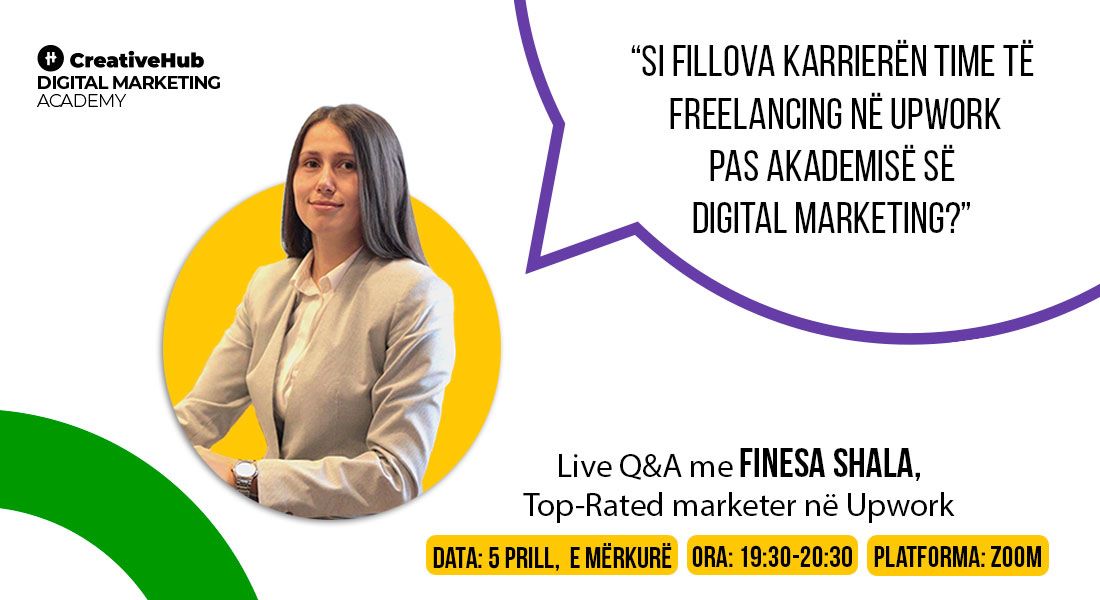 CreativeHub
DIGITAL MARKETING
ACADEMY
“SI FILLOVA KARRIERËN TIME TË
FREELANCING NË UPWORK
PAS AKADEMISË SË
DIGITAL MARKETING?”
Live Q&A me FINESA SHALA,
Top-Rated marketer në Upwork
DATA: 5 PRILL, E MËRKURË
ORA: 19:30-20:30
PLATFORMA: ZOOM